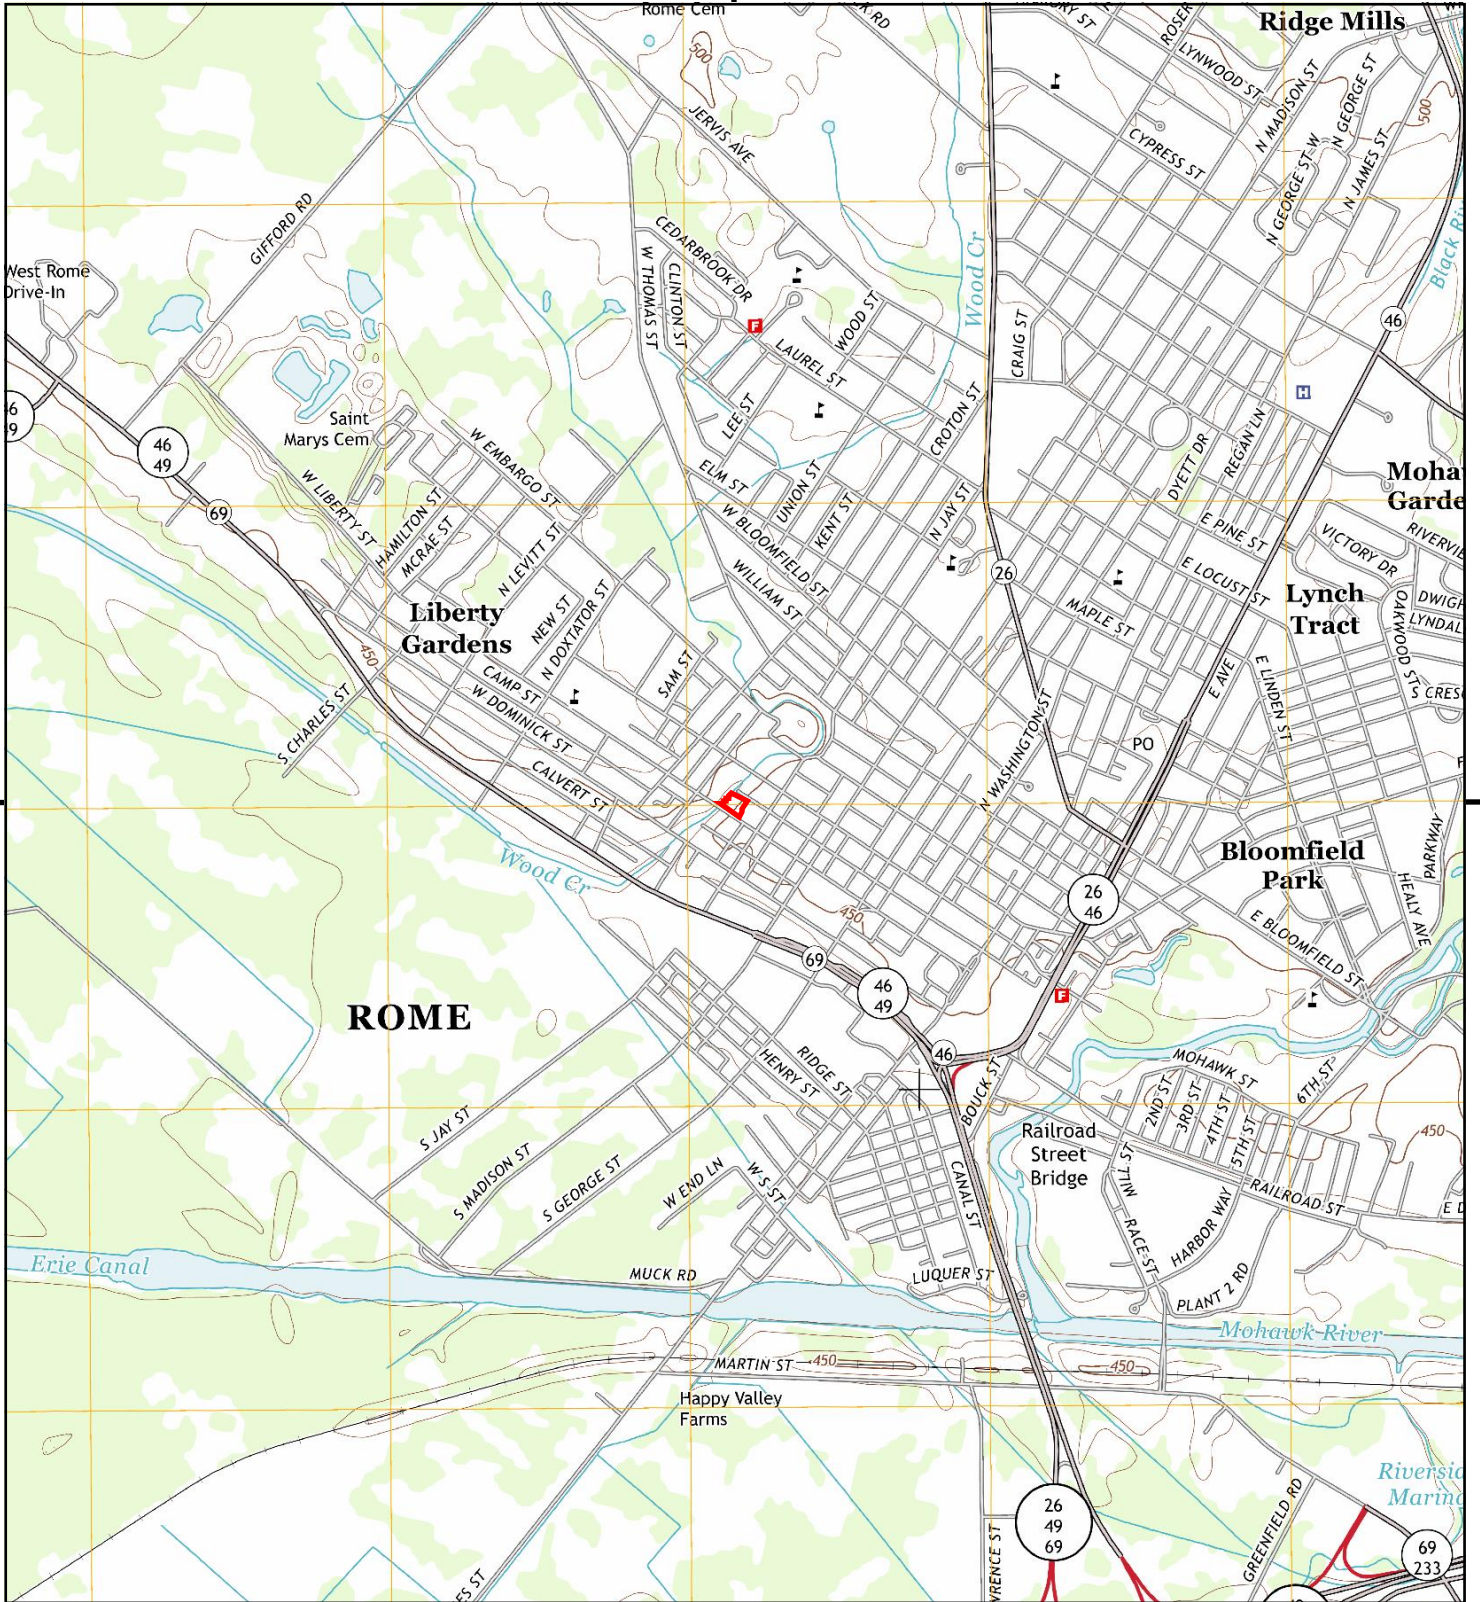 Rome Cem
Ridge Mills
500
LYNWOOD ST
N MADISON ST
N GEORGE ST
JERVIS AVE
CYPRESS ST
N GEORGE ST W
N JAMES ST
500
GIFFORD RD
CEDARBROOK DR
W THOMAS ST
CLINTON ST
Wood Cr
West Rome
Drive-In
F
WOOD ST
CRAIG ST
46
LAUREL ST
H
Saint
Marys Cem
LEE ST
CROTON ST
46
49
W EMBARGO ST
DYETT DR
REGAN LN
W LIBERTY ST
ELM ST
UNION ST
HAMILTON ST
MCRAE ST
N LEVITT ST
W BLOOMFIELD ST
KENT ST
N JAY ST
69
E PINE ST
VICTORY DR
26
E LOCUST ST
WILLIAM ST
Liberty
Gardens
NEW ST
N DOXTATOR ST
MAPLE ST
Lynch
Tract
OAKWOOD ST
450
SAM ST
E AVE
E LINDEN ST
CAMP ST
W DOMINICK ST
S CHARLES ST
N WASHINGTON ST
PO
CALVERT ST
Wood Cr
Bloomfield
Park
PARKWAY
HEALY AVE
26
46
450
E BLOOMFIELD ST
69
46
49
F
ROME
46
RIDGE ST
HENRY ST
BOUCK ST
MOHAWK ST
6TH ST
2ND ST
3RD ST
4TH ST
5TH ST
S JAY ST
Railroad
Street
Bridge
450
S MADISON ST
S GEORGE ST
W END LN
W S ST
CANAL ST
MILL ST
RAILROAD ST
HARBOR WAY
RACE ST
Erie Canal
MUCK RD
LUQUER ST
PLANT 2 RD
Mohawk River
MARTIN ST
450
450
Happy Valley
Farms
GREENFIELD RD
26
49
69
69
233